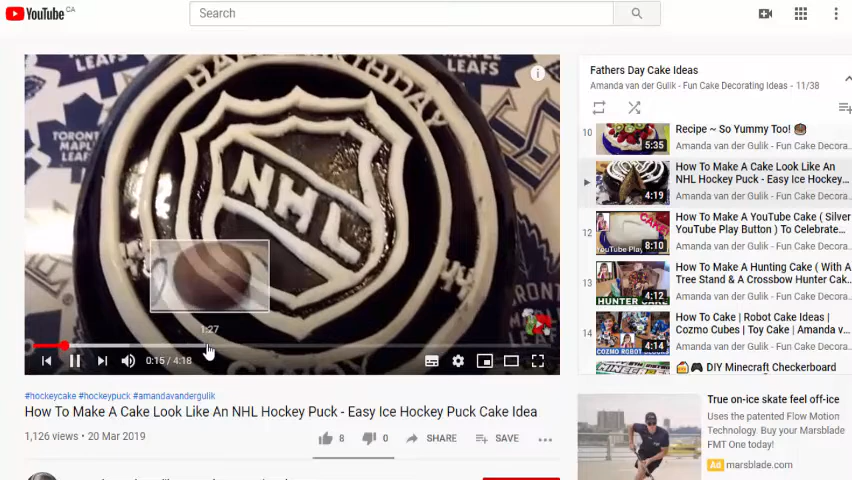 YouTube CA
Search
HAPPY BIRTHDAY
MAPLE
LEAFS
LEAFS
TORONTO
MAPLE
NHL
44
TORONTO
1:27
0:15 / 4:18
#hockeycake #hockeypuck #amandavandergulik
How To Make A Cake Look Like An NHL Hockey Puck - Easy Ice Hockey Puck Cake Idea
1,126 views • 20 Mar 2019
8
0
SHARE
SAVE
Fathers Day Cake Ideas
Amanda van der Gulik - Fun Cake Decorating Ideas - 11/38
10
5:35
Recipe ~ So Yummy Too!
Amanda van der Gulik - Fun Cake Decora...
4:19
How To Make A Cake Look Like An
NHL Hockey Puck - Easy Ice Hockey...
Amanda van der Gulik - Fun Cake Decora...
12
YouTube Play
8:10
How To Make A YouTube Cake ( Silver
YouTube Play Button ) To Celebrate...
Amanda van der Gulik - Fun Cake Decora...
13
HUNTER CAKE
4:12
How To Make A Hunting Cake ( With A
Tree Stand & A Crossbow Hunter Cak...
Amanda van der Gulik - Fun Cake Decora...
14
COZMO ROBOT
4:14
How To Cake | Robot Cake Ideas |
Cozmo Cubes | Toy Cake | Amanda v...
Amanda van der Gulik - Fun Cake Decora...
DIY Minecraft Checkerboard
True on-ice skate feel off-ice
Uses the patented Flow Motion
Technology. Buy your Marsblade
FMT One today!
Ad marsblade.com